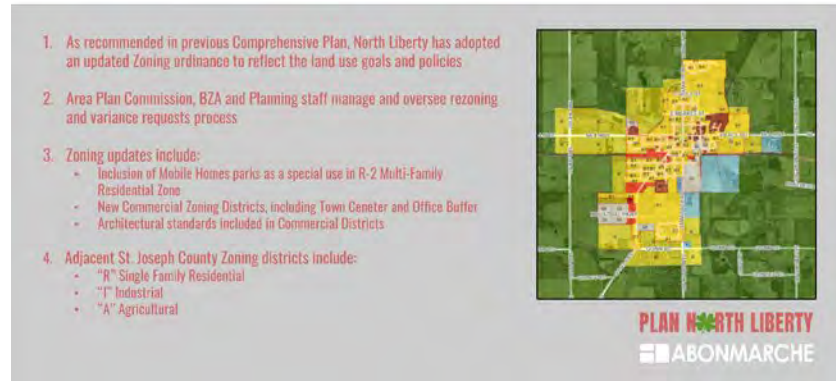 1. As recommended in previous Comprehensive Plan, North Liberty has adopted
an updated Zoning ordinance to reflect the land use goals and policies
2. Area Plan Commission, BZA and Planning staff manage and oversee rezoning
and variance requests process
3. Zoning updates include:
• Inclusion of Mobile Homes parks as a special use in R-2 Multi-Family
Residential Zone
• New Commercial Zoning Districts, including Town Ceneter and Office Buffer
• Architectural standards included in Commercial Districts
4. Adjacent St. Joseph County Zoning districts include:
• "R" Single Family Residential
• "I" Industrial
• "A" Agricultural
PLAN NORTH LIBERTY
ABONMARCHE